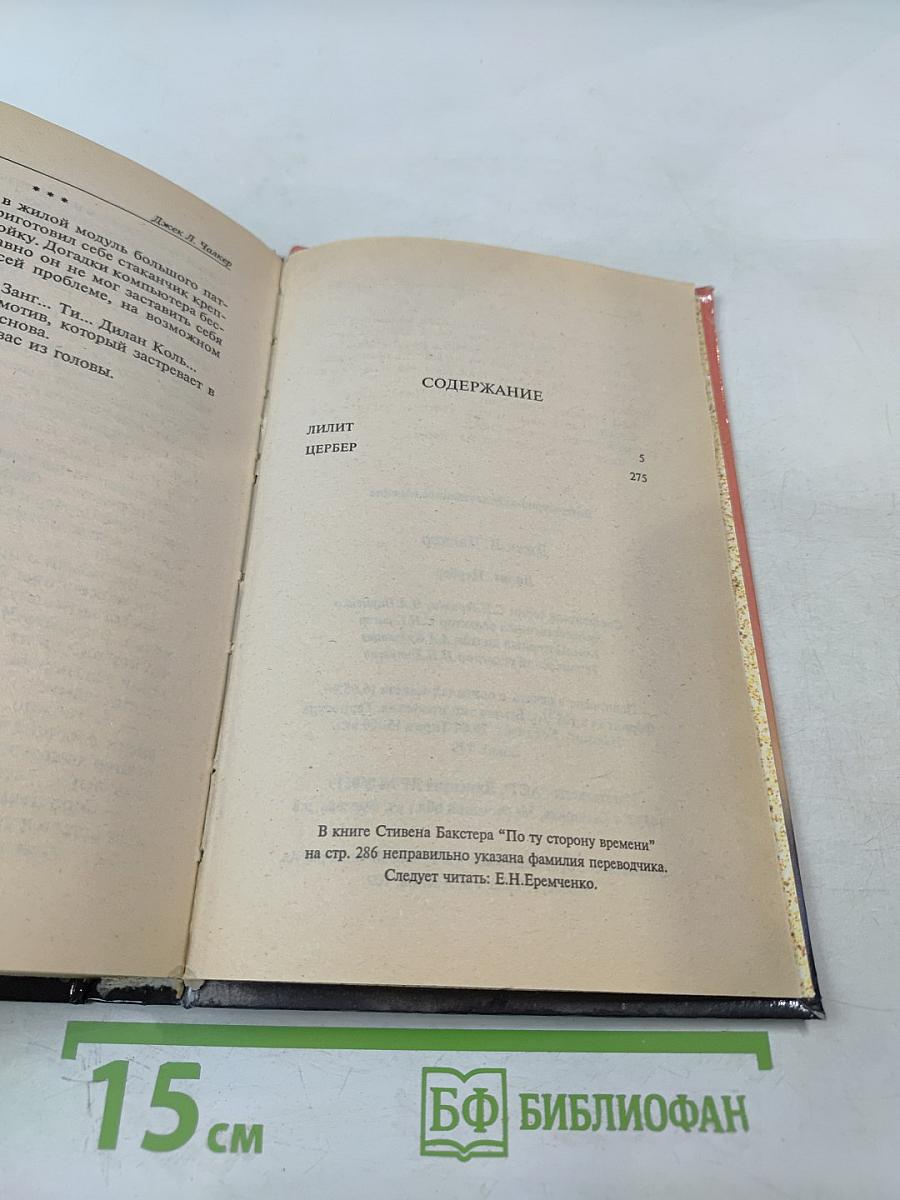 * * *
Джек Л. Чалкер
в жилой модуль большого пат-
риготовил себе стаканчик креп-
ойку. Догадки компьютера бес-
авно он не мог заставить себя
сей проблеме, на возможном
Занг... Ти... Дилан Коль...
мотив, который застревает в
снова.
вас из головы.
СОДЕРЖАНИЕ
ЛИЛИТ 5
ЦЕРБЕР 275
В книге Стивена Бакстера "По ту сторону времени"
на стр. 286 неправильно указана фамилия переводчика.
Следует читать: Е.Н.Еремченко.
15 см
БФ БИБЛИОФАН